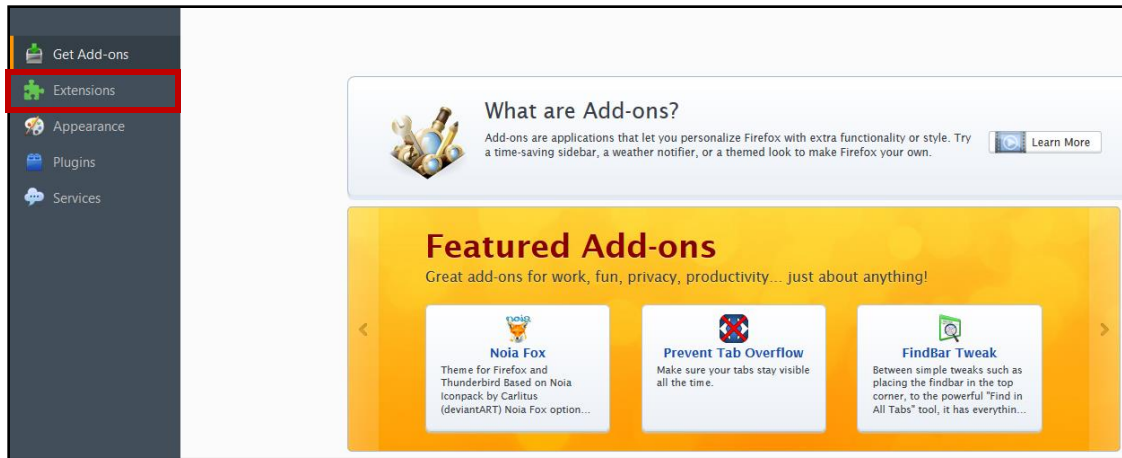 Get Add-ons
Extensions
Appearance
Plugins
Services
What are Add-ons?
Add-ons are applications that let you personalize Firefox with extra functionality or style. Try
a time-saving sidebar, a weather notifier, or a themed look to make Firefox your own.
Learn More
Featured Add-ons
Great add-ons for work, fun, privacy, productivity... just about anything!
noia
Noia Fox
Theme for Firefox and
Thunderbird Based on Noia
Iconpack by Carlitus
(deviantART) Noia Fox option...
Prevent Tab Overflow
Make sure your tabs stay visible
all the time.
FindBar Tweak
Between simple tweaks such as
placing the findbar in the top
corner, to the powerful "Find in
All Tabs" tool, it has everythin...